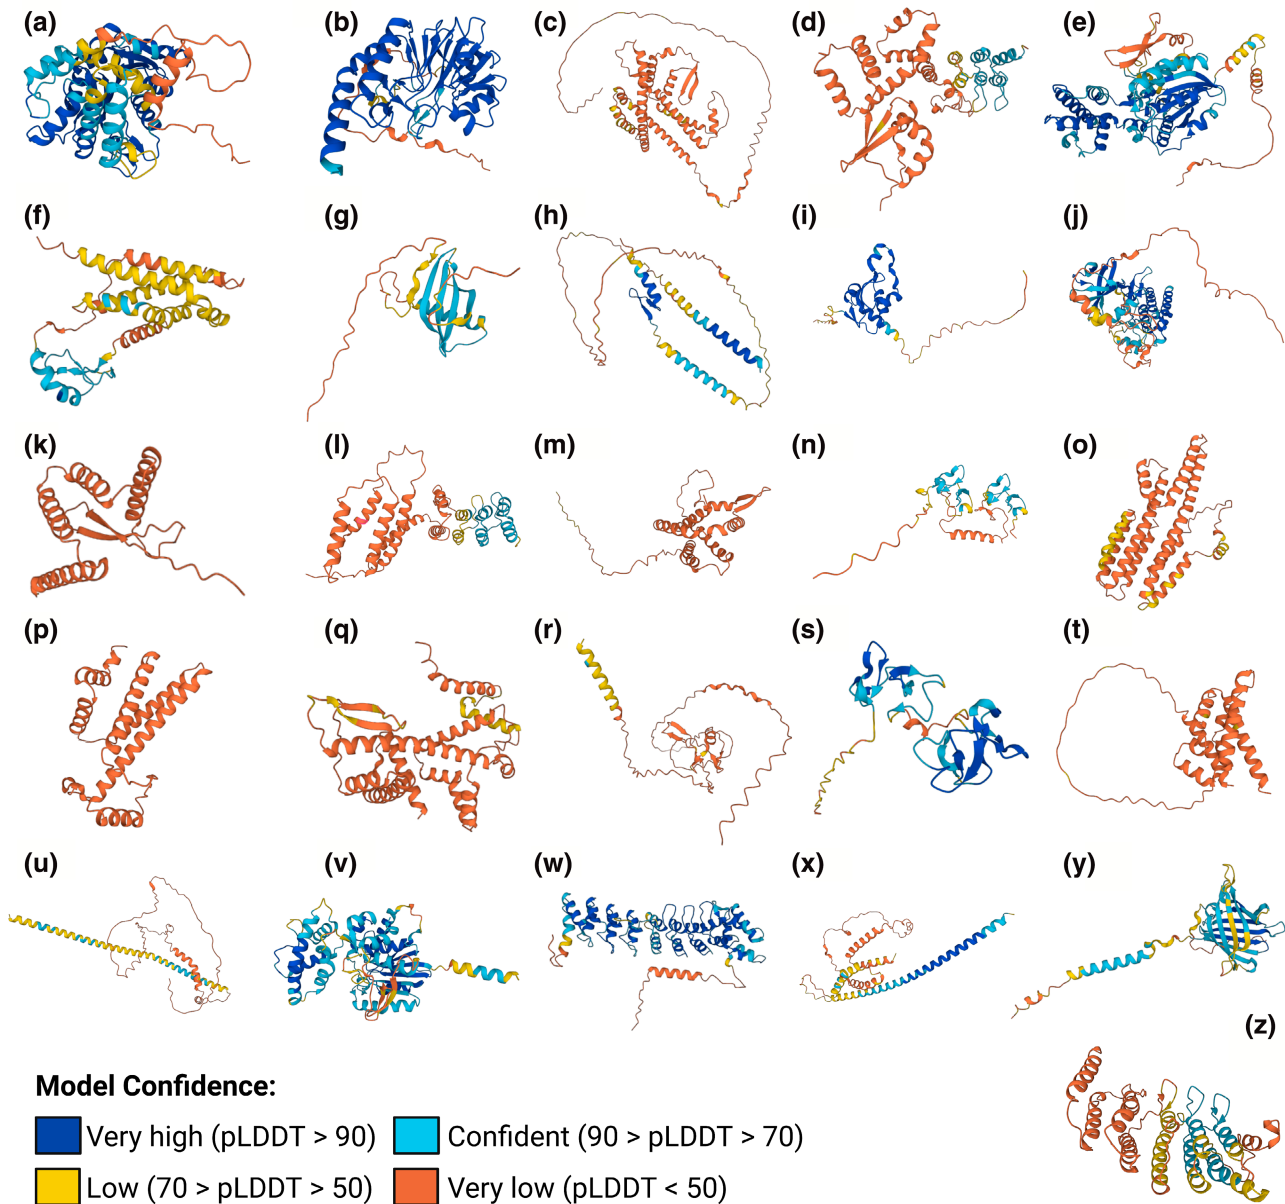 (a) (b) (c) (d) (e)
(f) (g) (h) (i) (j)
(k) (l) (m) (n) (o)
(p) (q) (r) (s) (t)
(u) (v) (w) (x) (y)
(z)
Model Confidence:
Very high (pLDDT > 90) Confident (90 > pLDDT > 70)
Low (70 > pLDDT > 50) Very low (pLDDT < 50)